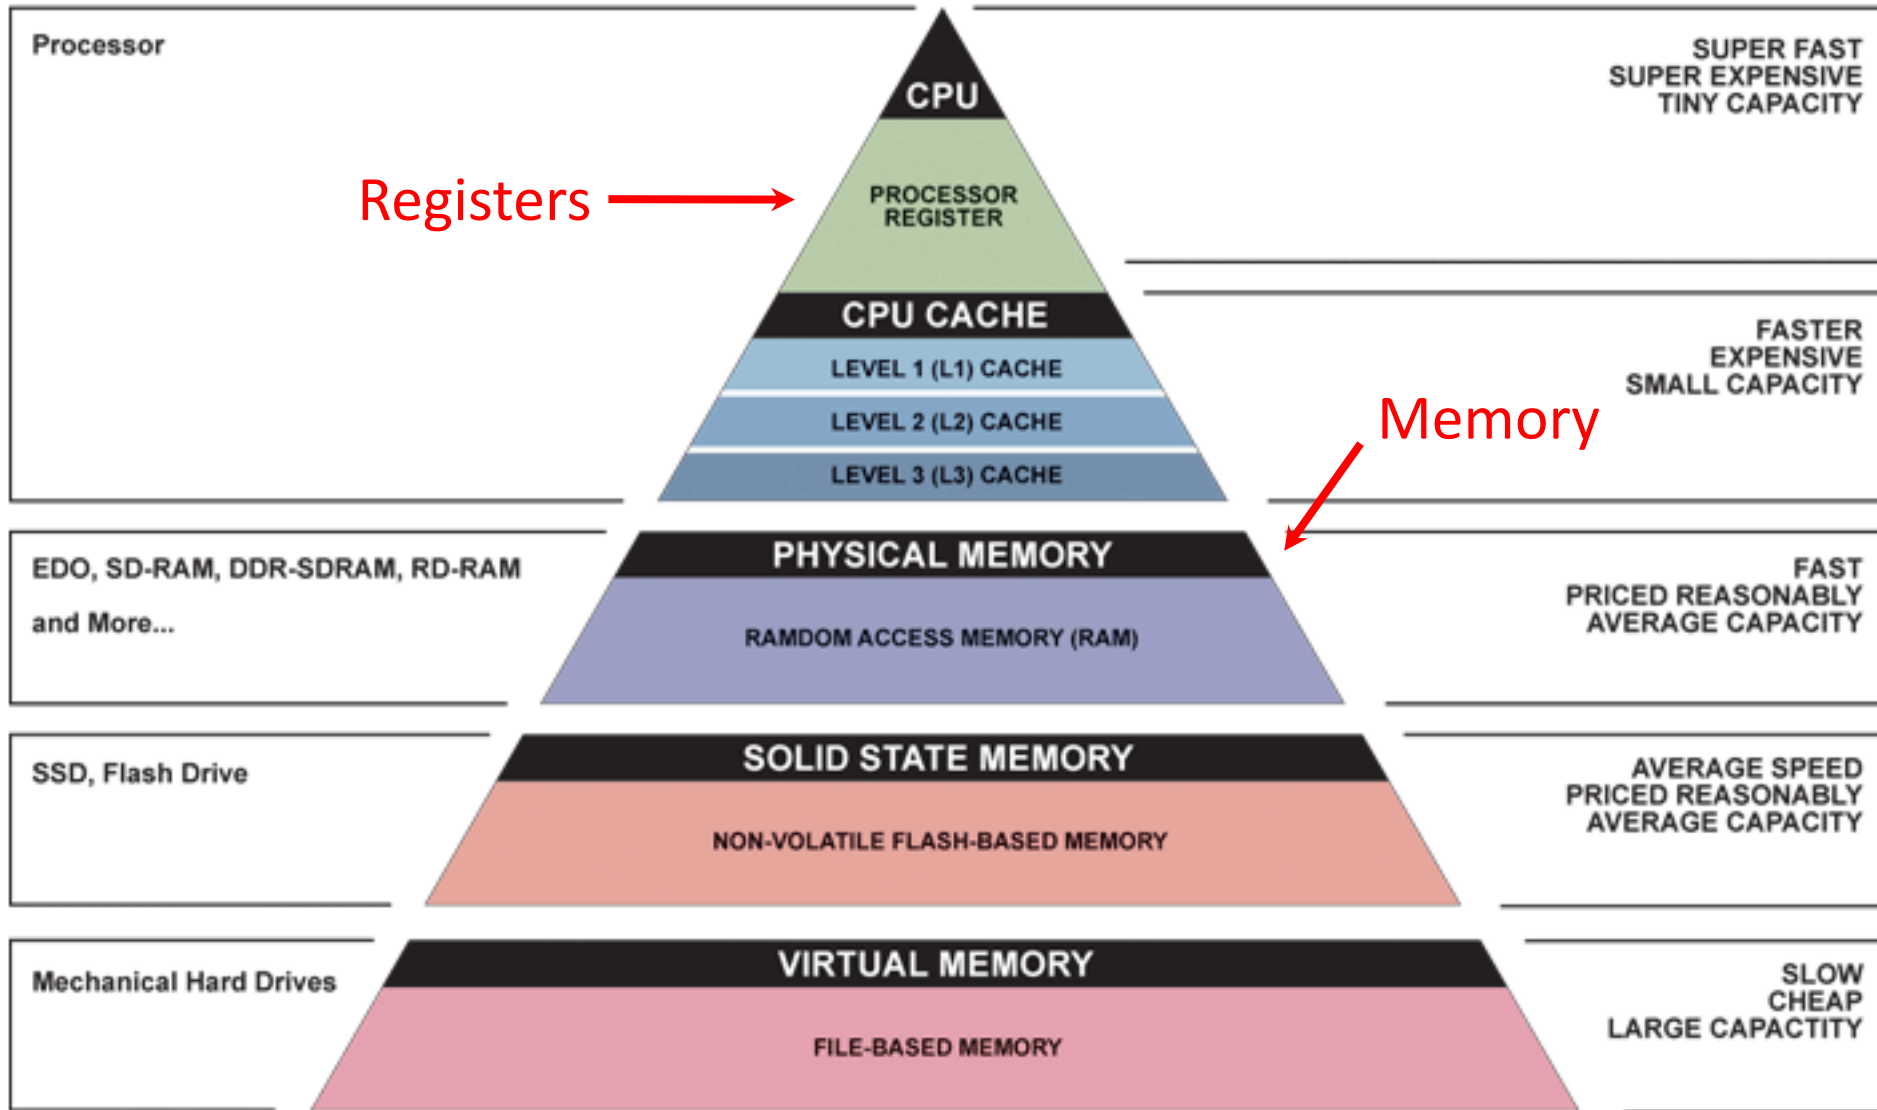 Processor
CPU
SUPER FAST
SUPER EXPENSIVE
TINY CAPACITY
Registers
PROCESSOR
REGISTER
CPU CACHE
LEVEL 1 (L1) CACHE
LEVEL 2 (L2) CACHE
LEVEL 3 (L3) CACHE
FASTER
EXPENSIVE
SMALL CAPACITY
Memory
EDO, SD-RAM, DDR-SDRAM, RD-RAM
and More...
PHYSICAL MEMORY
RAMDOM ACCESS MEMORY (RAM)
FAST
PRICED REASONABLY
AVERAGE CAPACITY
SSD, Flash Drive
SOLID STATE MEMORY
NON-VOLATILE FLASH-BASED MEMORY
AVERAGE SPEED
PRICED REASONABLY
AVERAGE CAPACITY
Mechanical Hard Drives
VIRTUAL MEMORY
FILE-BASED MEMORY
SLOW
CHEAP
LARGE CAPACTITY